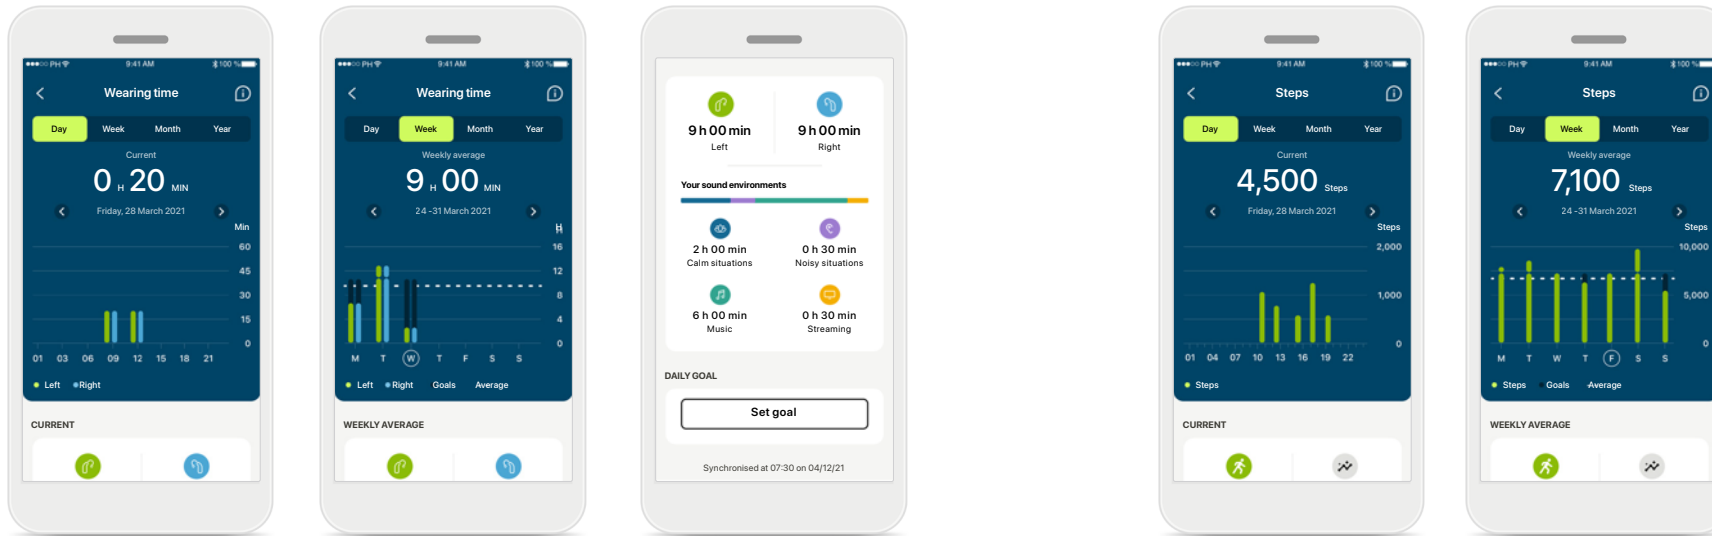 PH 9:41 AM 100 %
Wearing time
Day Week Month Year
Current
0 H 20 MIN
Friday, 28 March 2021
Min
60
45
30
15
0
01 03 06 09 12 15 18 21
Left Right
CURRENT
PH 9:41 AM 100 %
Wearing time
Day Week Month Year
Weekly average
9 H 00 MIN
24 -31 March 2021
H
16
12
8
4
0
M T W T F S S
Left Right Goals Average
WEEKLY AVERAGE
9 h 00 min 9 h 00 min
Left Right
Your sound environments
2 h 00 min 0 h 30 min
Calm situations Noisy situations
6 h 00 min 0 h 30 min
Music Streaming
DAILY GOAL
Set goal
Synchronised at 07:30 on 04/12/21
PH 9:41 AM 100 %
Steps
Day Week Month Year
Current
4,500 Steps
Friday, 28 March 2021
Steps
2,000
1,000
0
01 04 07 10 13 16 19 22
Steps
CURRENT
PH 9:41 AM 100 %
Steps
Day Week Month Year
Weekly average
7,100 Steps
24 -31 March 2021
Steps
10,000
5,000
0
M T W T F S S
Steps Goals Average
WEEKLY AVERAGE